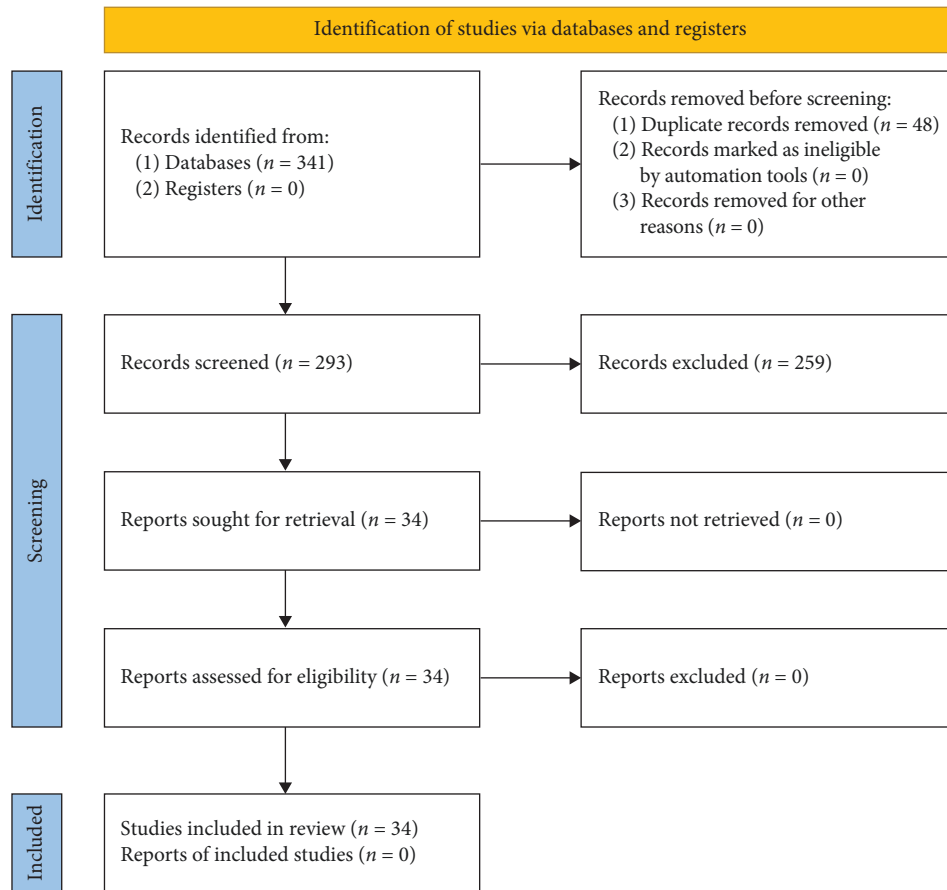 Identification of studies via databases and registers
Identification
Records identified from:
(1) Databases (n = 341)
(2) Registers (n = 0)
Records removed before screening:
(1) Duplicate records removed (n = 48)
(2) Records marked as ineligible
by automation tools (n = 0)
(3) Records removed for other
reasons (n = 0)
Screening
Records screened (n = 293)
Records excluded (n = 259)
Reports sought for retrieval (n = 34)
Reports not retrieved (n = 0)
Reports assessed for eligibility (n = 34)
Reports excluded (n = 0)
Included
Studies included in review (n = 34)
Reports of included studies (n = 0)